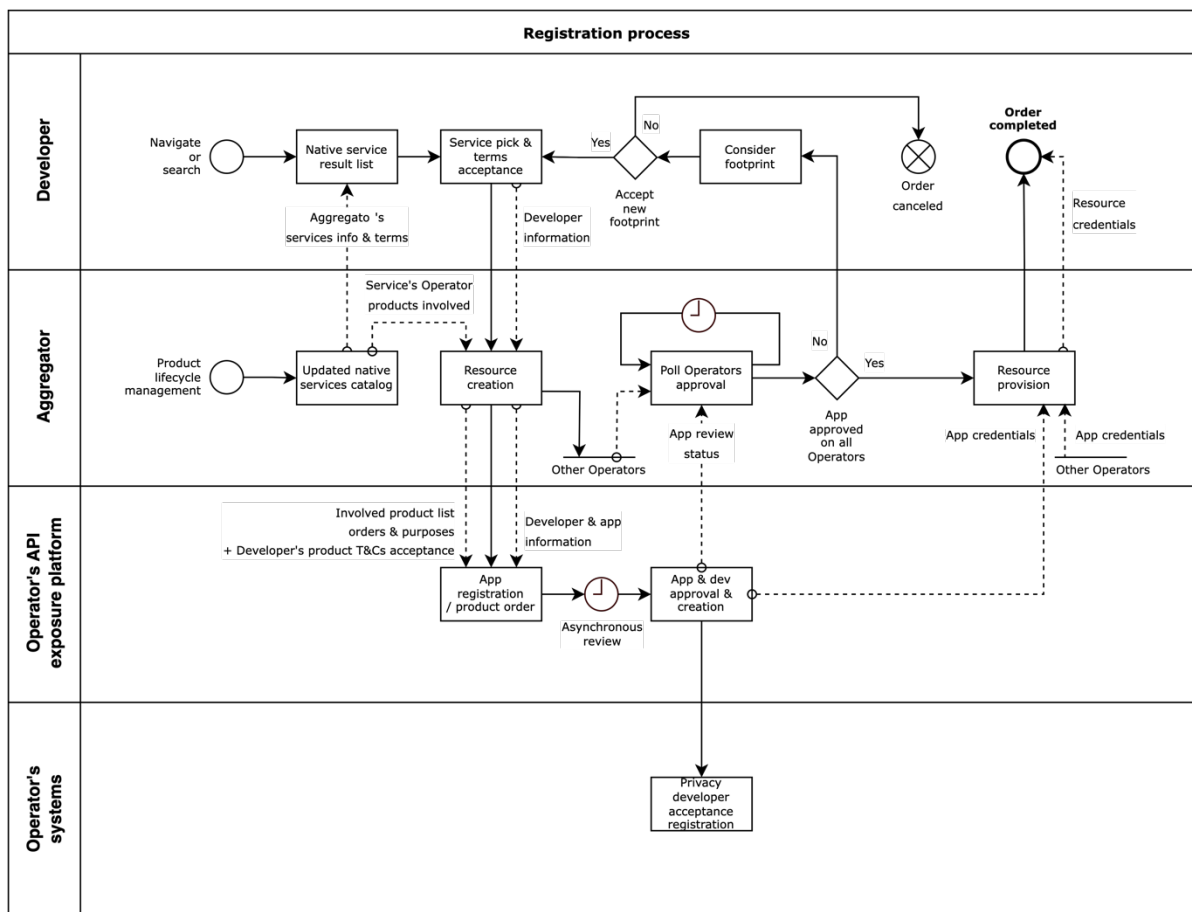 Registration process
Developer
Navigate
or
search
Native service
result list
Service pick &
terms
acceptance
Yes
No
Accept
new
footprint
Consider
footprint
Order
canceled
Order
completed
Resource
credentials
Aggregato 's
services info & terms
Developer
information
Aggregator
Service's Operator
products involved
Product
lifecycle
management
Updated native
services catalog
Resource
creation
Other Operators
Poll Operators
approval
App review
status
No
Yes
App
approved
on all
Operators
Resource
provision
App credentials
App credentials
Other Operators
Operator's API
exposure platform
Involved product list
orders & purposes
+ Developer's product T&Cs acceptance
Developer & app
information
App
registration
/ product order
Asynchronous
review
App & dev
approval &
creation
Operator's
systems
Privacy
developer
acceptance
registration